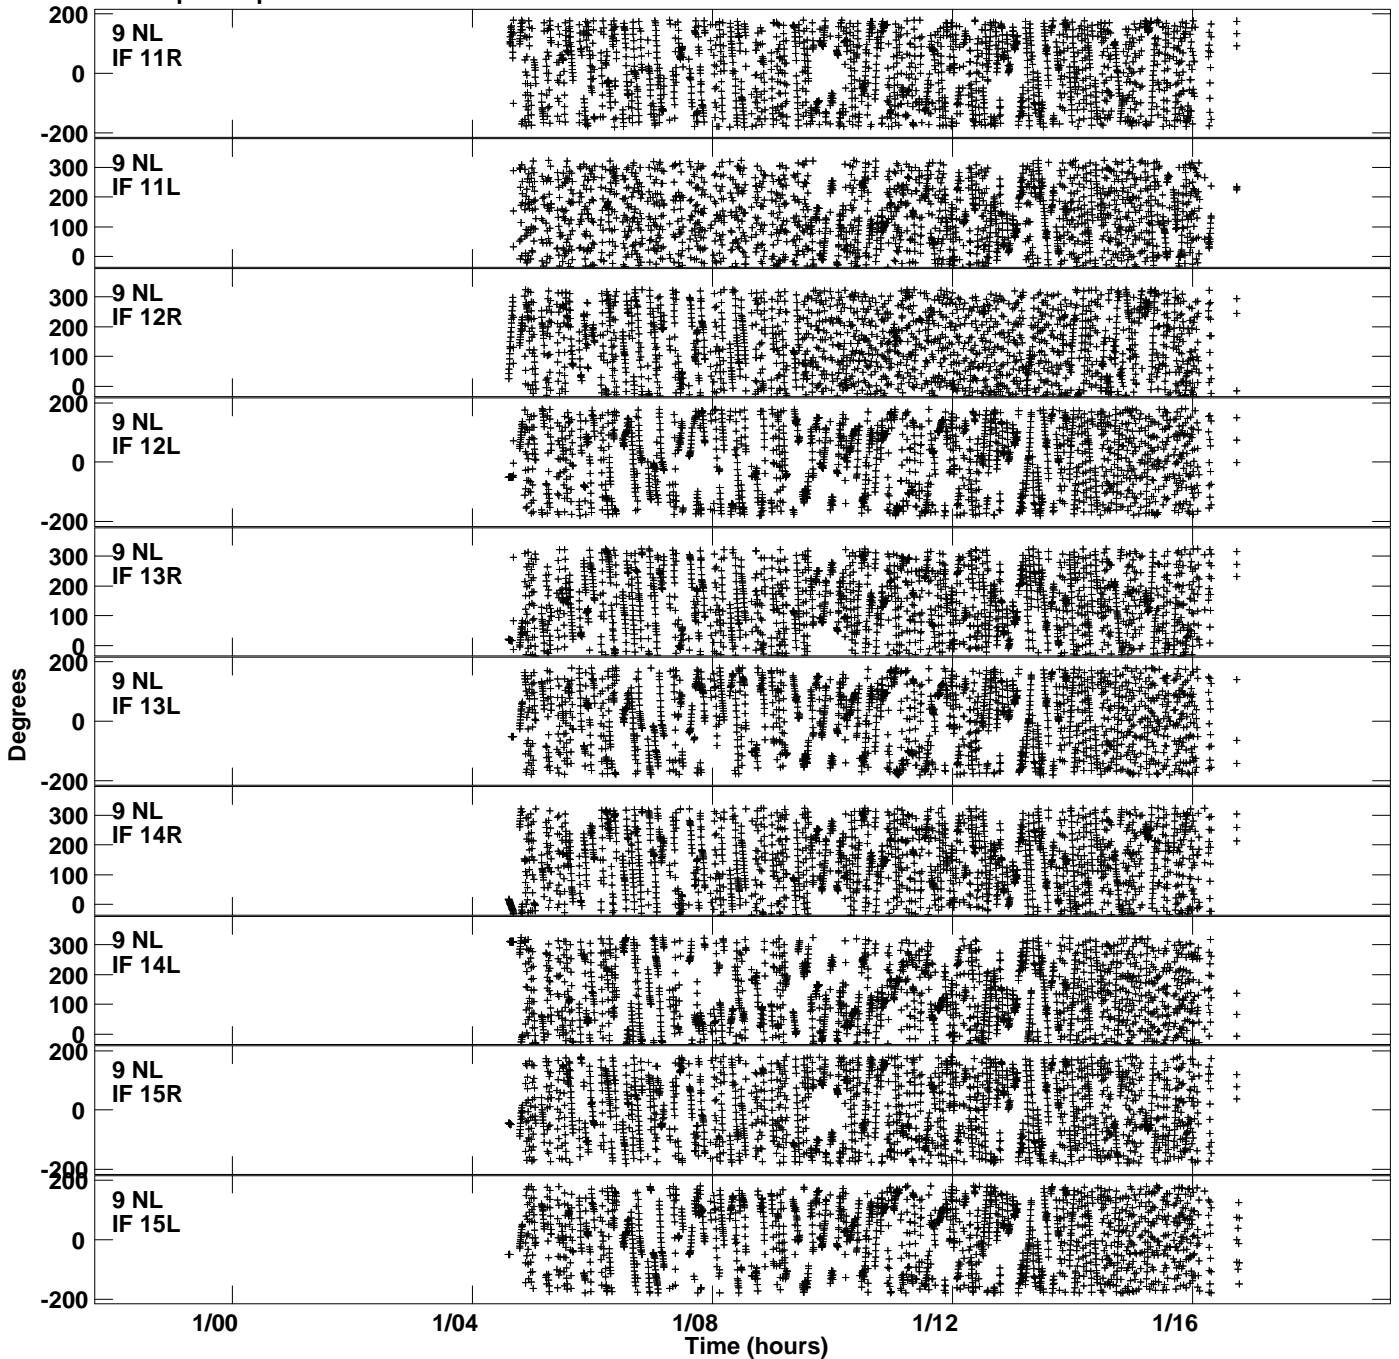 200
0
-200
9 NL
IF 11R
300
200
100
0
9 NL
IF 11L
300
200
100
0
9 NL
IF 12R
200
0
-200
9 NL
IF 12L
300
200
100
0
9 NL
IF 13R
200
0
-200
9 NL
IF 13L
300
200
100
0
9 NL
IF 14R
300
200
100
0
9 NL
IF 14L
200
0
-200
9 NL
IF 15R
200
0
-200
9 NL
IF 15L
Degrees
1/00 1/04 1/08 1/12 1/16
Time (hours)